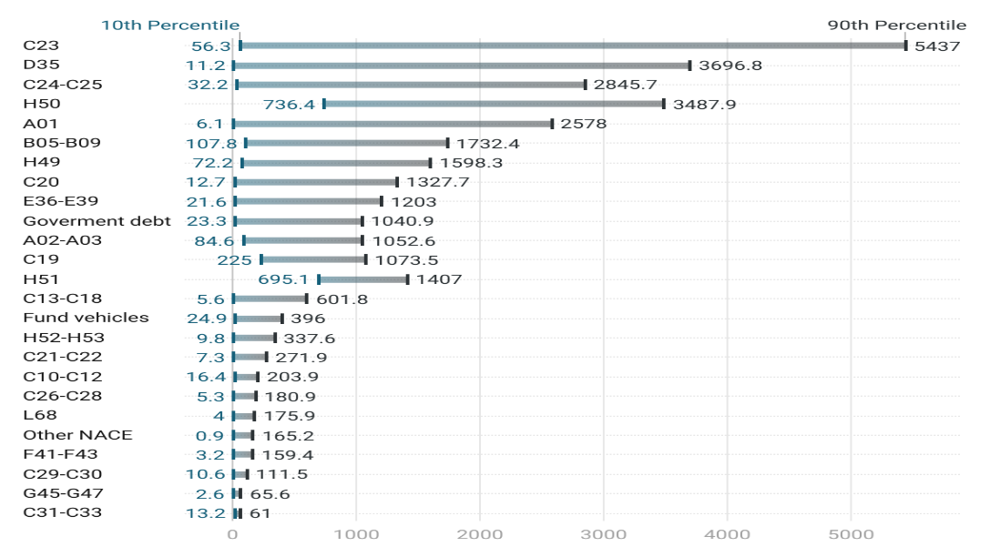 10th Percentile 90th Percentile
C23 56.3 5437
D35 11.2 3696.8
C24-C25 32.2 2845.7
H50 736.4 3487.9
A01 6.1 2578
B05-B09 107.8 1732.4
H49 72.2 1598.3
C20 12.7 1327.7
E36-E39 21.6 1203
Goverment debt 23.3 1040.9
A02-A03 84.6 1052.6
C19 225 1073.5
H51 695.1 1407
C13-C18 5.6 601.8
Fund vehicles 24.9 396
H52-H53 9.8 337.6
C21-C22 7.3 271.9
C10-C12 16.4 203.9
C26-C28 5.3 180.9
L68 4 175.9
Other NACE 0.9 165.2
F41-F43 3.2 159.4
C29-C30 10.6 111.5
G45-G47 2.6 65.6
C31-C33 13.2 61
0 1000 2000 3000 4000 5000